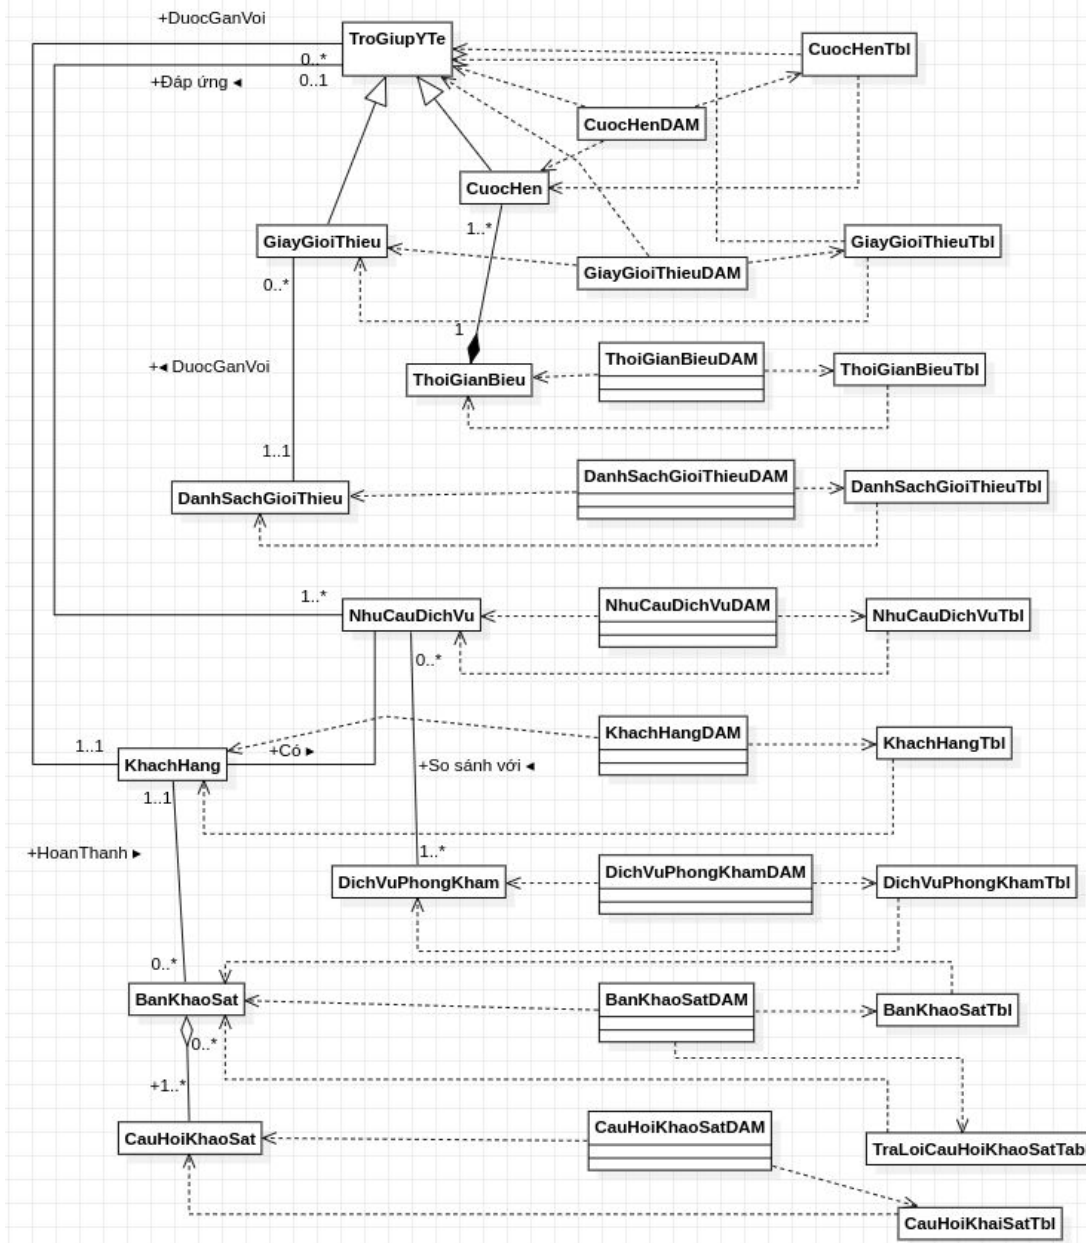 +DuocGanVoi
TroGiupYTe
CuocHenTbl
0..*
+Đáp ứng ◂
0..1
CuocHenDAM
CuocHen
1..*
GiayGioiThieu
GiayGioiThieuTbl
GiayGioiThieuDAM
0..*
1
ThoiGianBieuDAM
+◂ DuocGanVoi
ThoiGianBieu
ThoiGianBieuTbl
1..1
DanhSachGioiThieu
DanhSachGioiThieuDAM
DanhSachGioiThieuTbl
1..*
NhuCauDichVu
NhuCauDichVuDAM
NhuCauDichVuTbl
0..*
KhachHangDAM
KhachHangTbl
1..1
+Có ▸
KhachHang
+So sánh với ◂
1..1
+HoanThanh ▸
1..*
DichVuPhongKham
DichVuPhongKhamDAM
DichVuPhongKhamTbl
0..*
BanKhaoSat
BanKhaoSatDAM
BanKhaoSatTbl
0..*
+1..*
CauHoiKhaoSat
CauHoiKhaoSatDAM
TraLoiCauHoiKhaoSatTab
CauHoiKhaiSatTbl